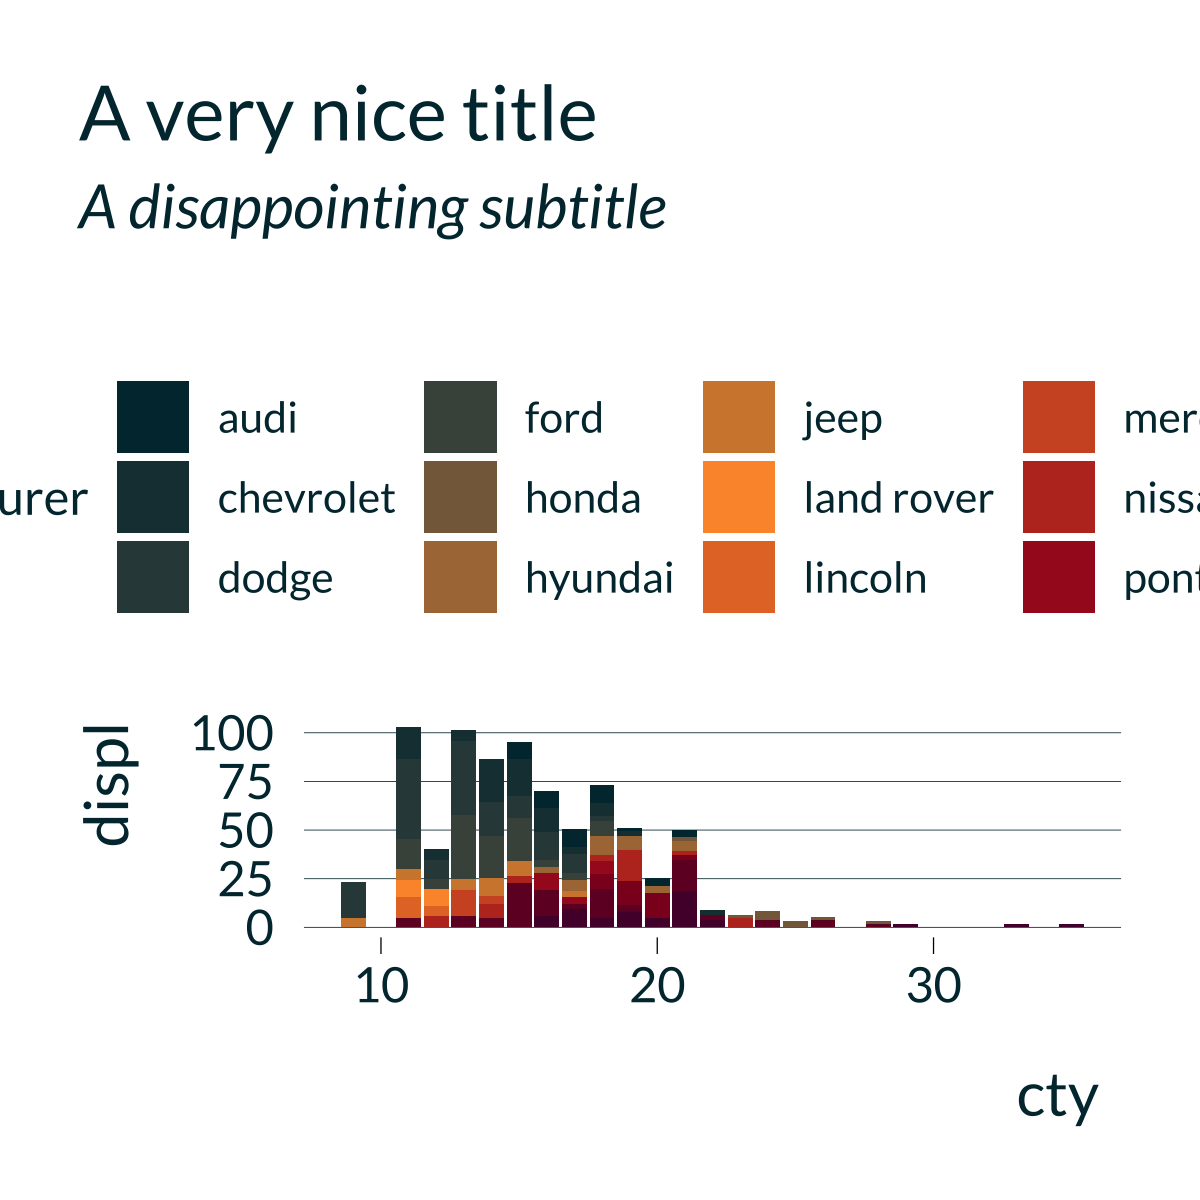 A very nice title
A disappointing subtitle
audi ford jeep
urer chevrolet honda land rover
dodge hyundai lincoln
displ
100
75
50
25
0
10 20 30
cty